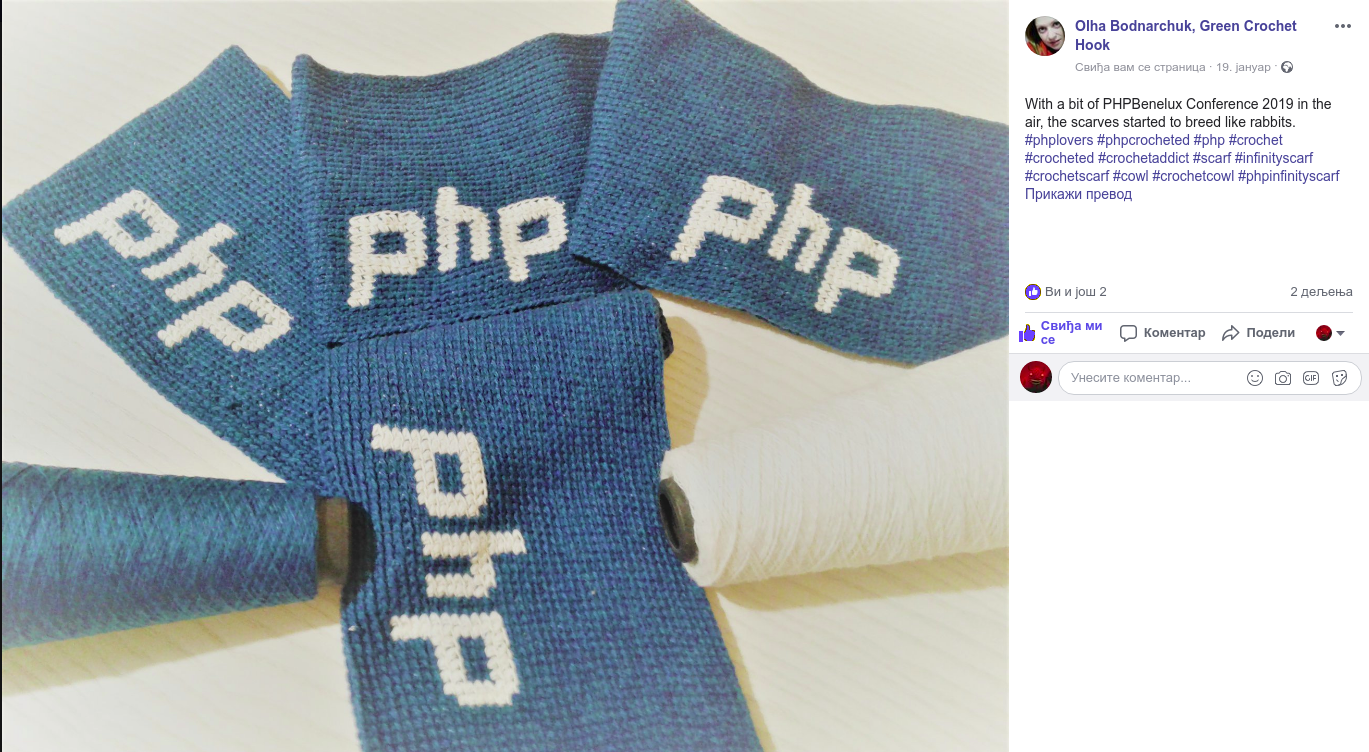 php
php
php
php
Olha Bodnarchuk, Green Crochet
Hook
Свиђа вам се страница · 19. јануар ·
With a bit of PHPBenelux Conference 2019 in the
air, the scarves started to breed like rabbits.
#phplovers #phpcrocheted #php #crochet
#crocheted #crochetaddict #scarf #infinityscarf
#crochetscarf #cowl #crochetcowl #phpinfinityscarf
Прикажи превод
Ви и још 2
2 дељења
Свиђа ми
се
Коментар
Подели
Унесите коментар...
GIF